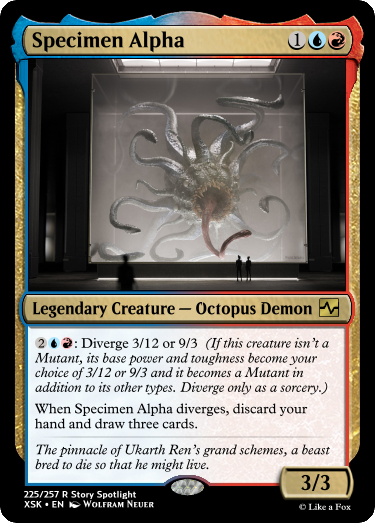 Specimen Alpha 1
Legendary Creature — Octopus Demon
2: Diverge 3/12 or 9/3 (If this creature isn't a
Mutant, its base power and toughness become your
choice of 3/12 or 9/3 and it becomes a Mutant in
addition to its other types. Diverge only as a sorcery.)
When Specimen Alpha diverges, discard your
hand and draw three cards.
The pinnacle of Ukarth Ren's grand schemes, a beast
bred to die so that he might live.
3/3
225/257 R Story Spotlight
XSK • EN Wolfram Neuer
© Like a Fox